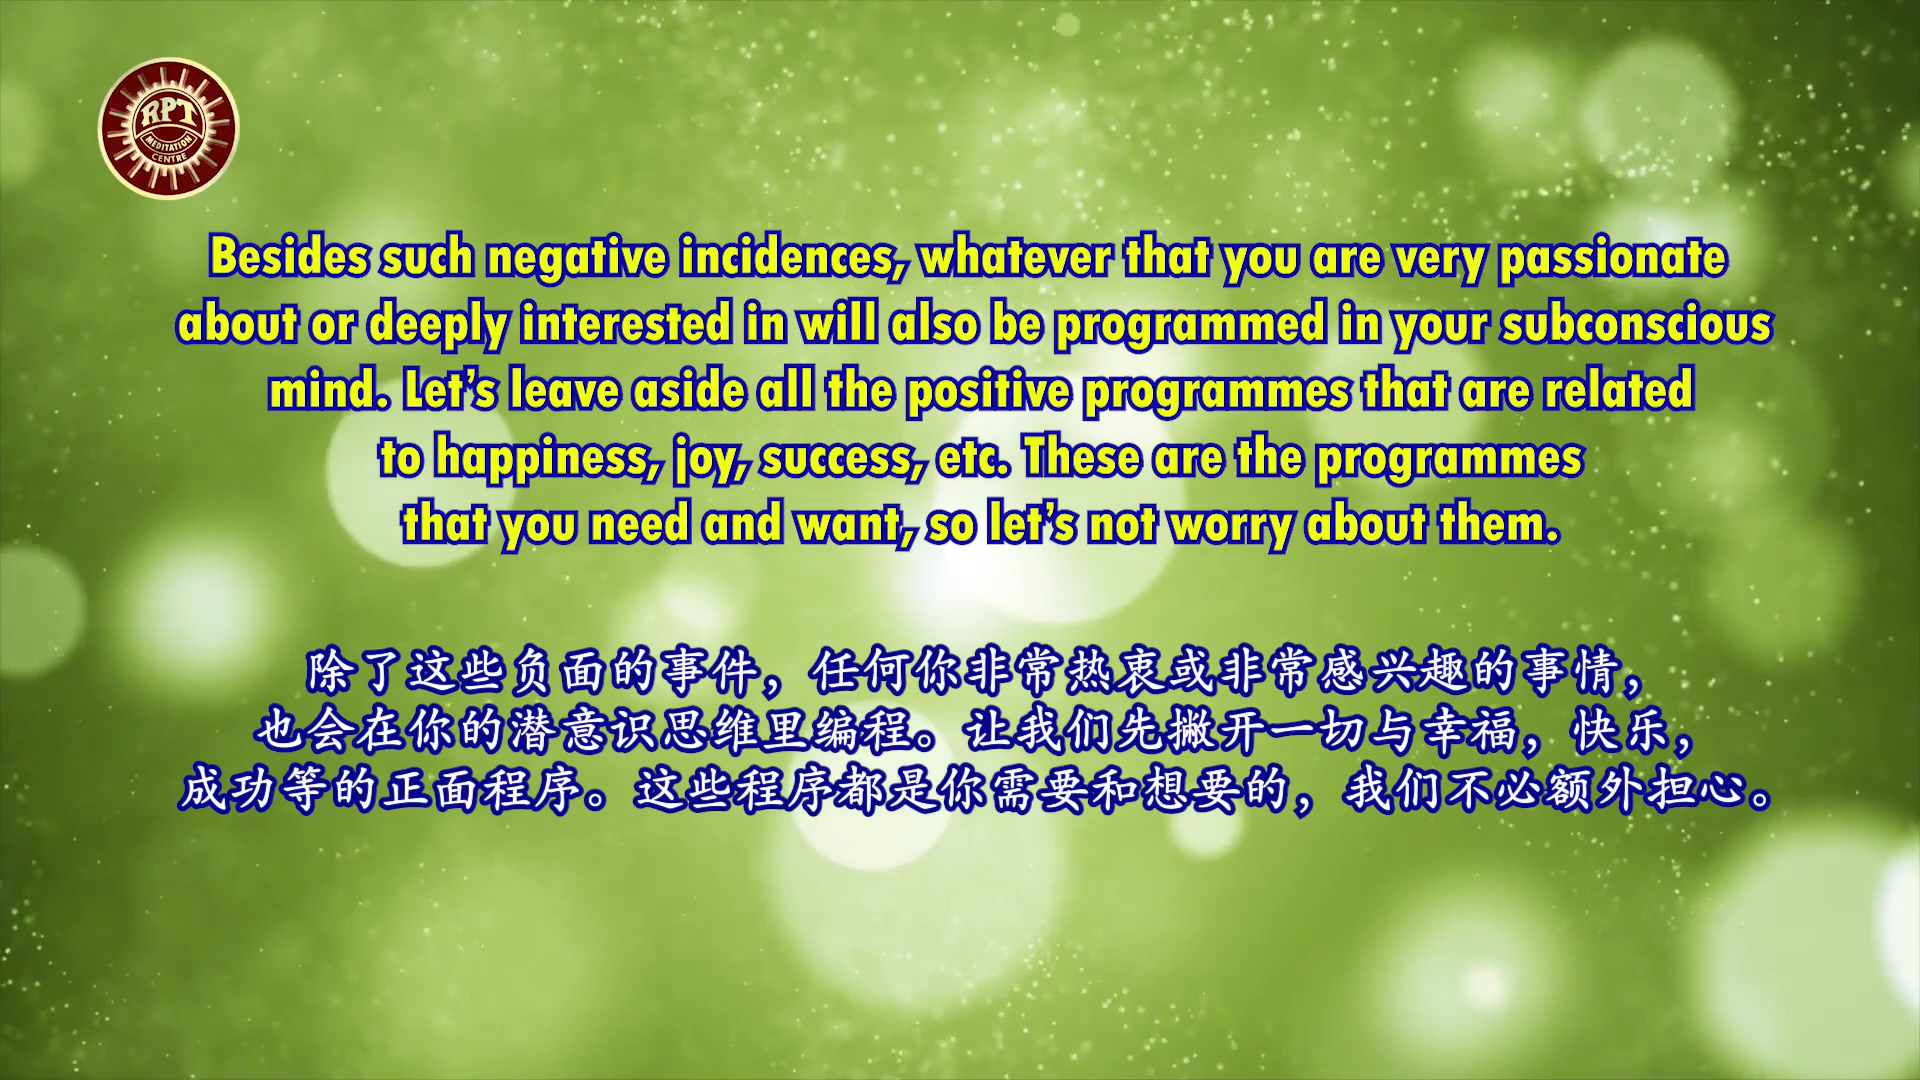 RPT
MEDITATION
CENTRE
Besides such negative incidences, whatever that you are very passionate
about or deeply interested in will also be programmed in your subconscious
mind. Let’s leave aside all the positive programmes that are related
to happiness, joy, success, etc. These are the programmes
that you need and want, so let’s not worry about them.
除了这些负面的事件，任何你非常热衷或非常感兴趣的事情，
也会在你的潜意识思维里编程。让我们先撇开一切与幸福，快乐，
成功等的正面程序。这些程序都是你需要和想要的，我们不必额外担心。